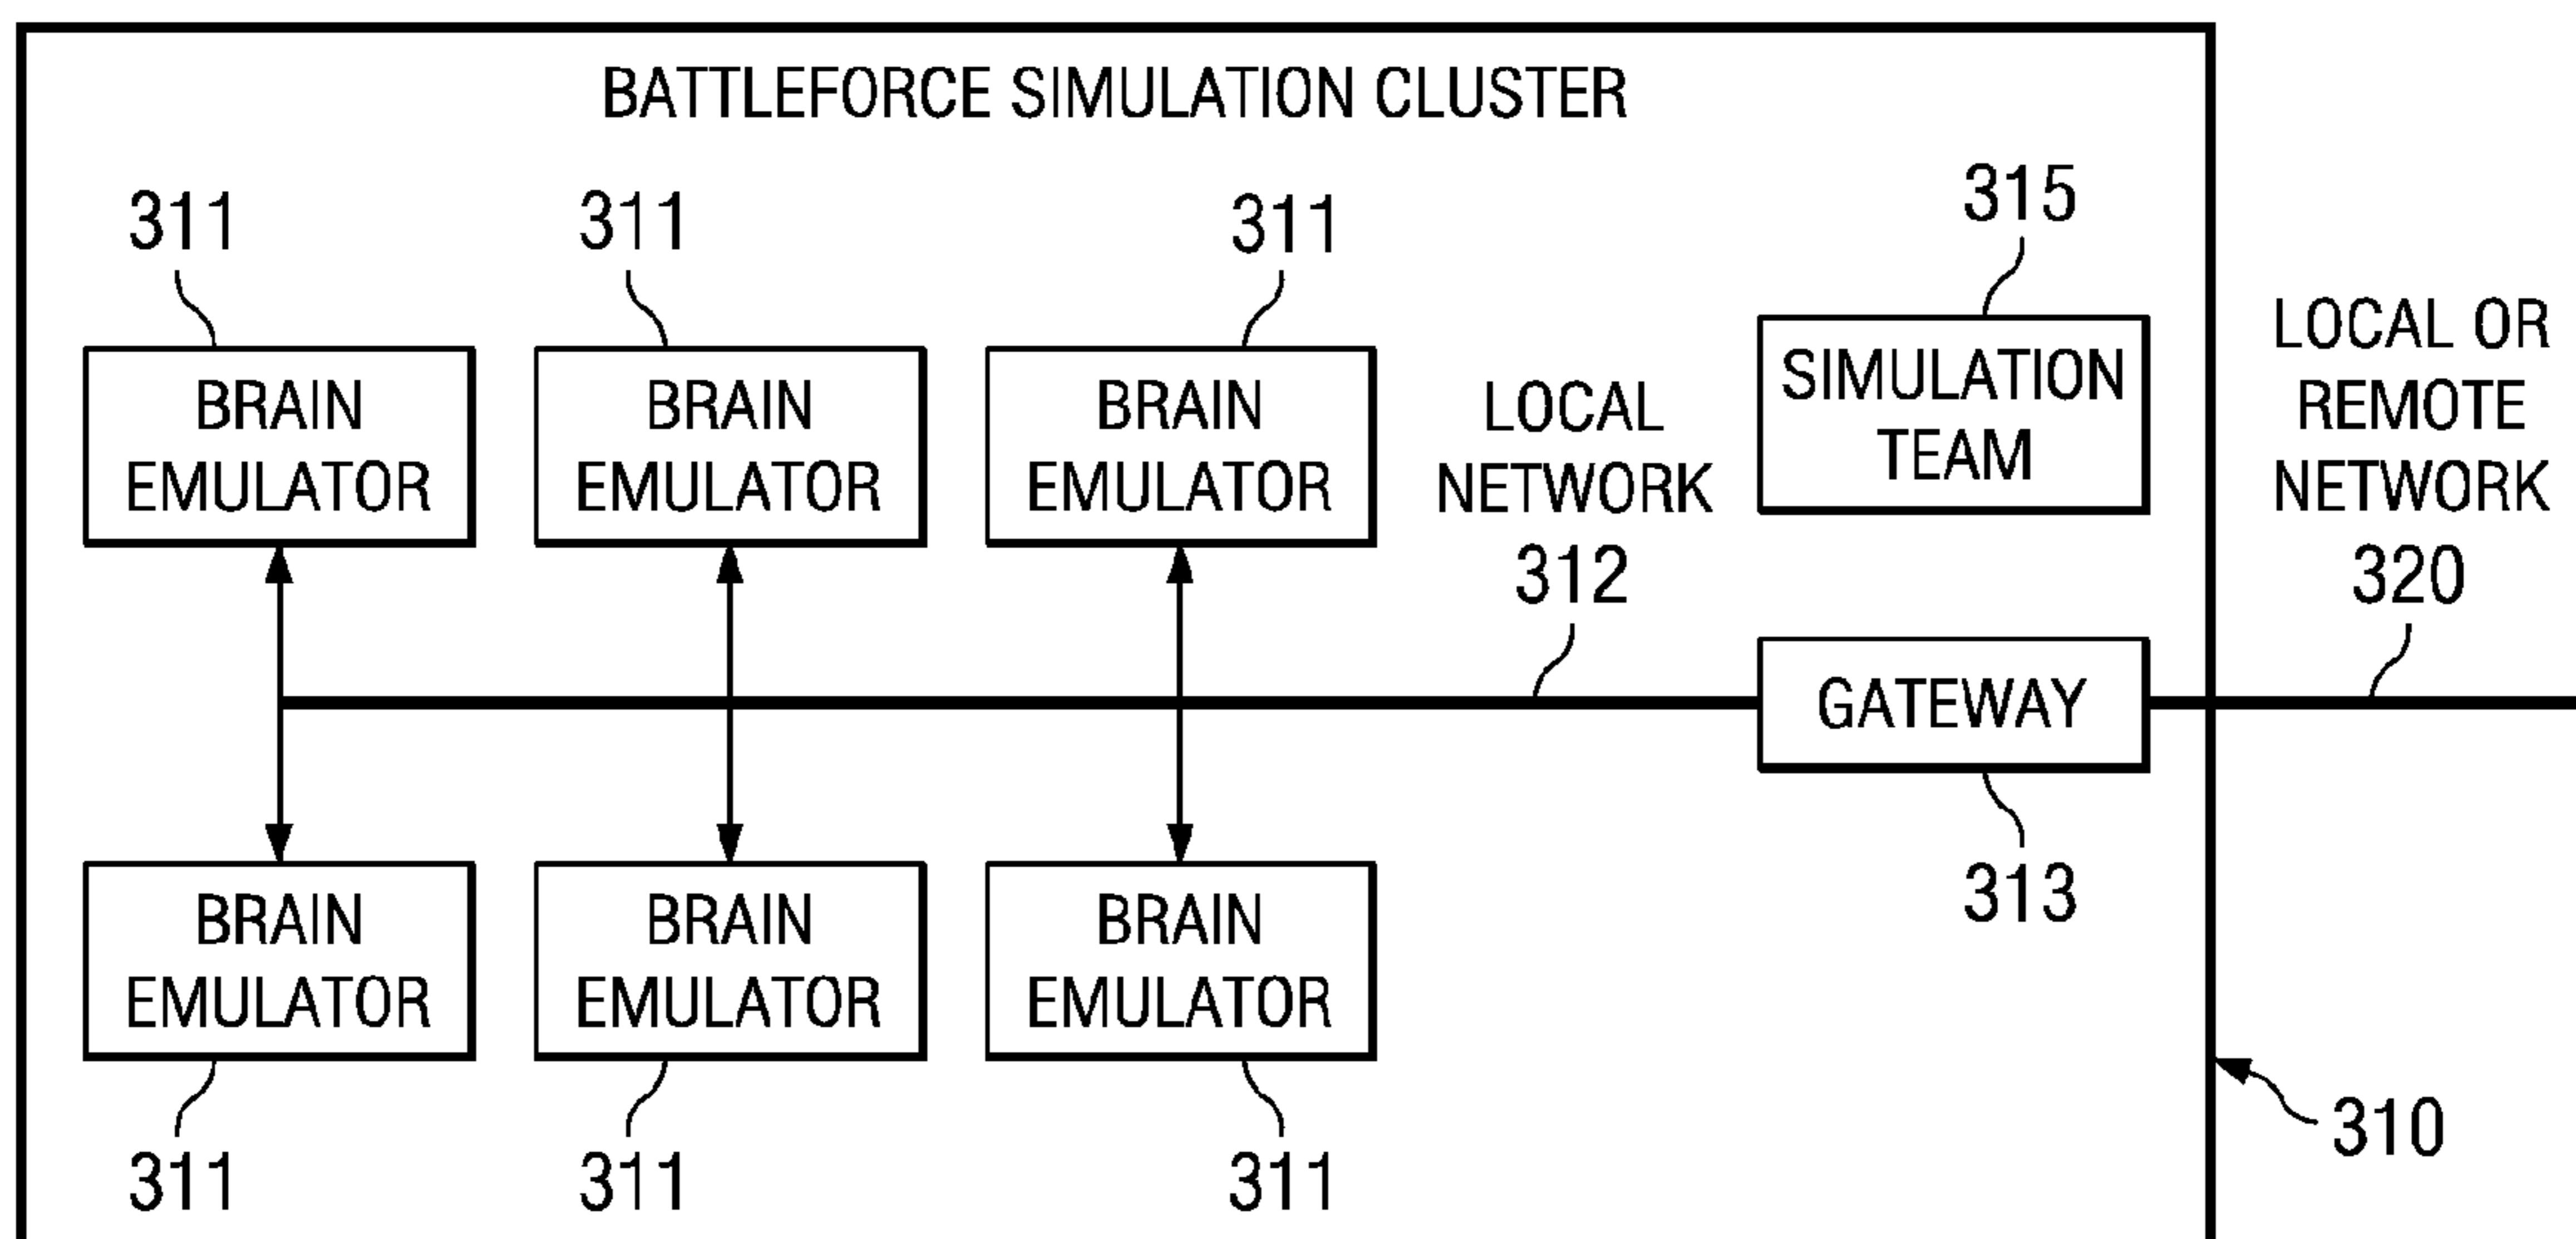 BATTLEFORCE SIMULATION CLUSTER
311
311
311
315
BRAIN
EMULATOR
BRAIN
EMULATOR
BRAIN
EMULATOR
LOCAL
NETWORK
312
SIMULATION
TEAM
LOCAL OR
REMOTE
NETWORK
320
GATEWAY
313
BRAIN
EMULATOR
BRAIN
EMULATOR
BRAIN
EMULATOR
311
311
311
310